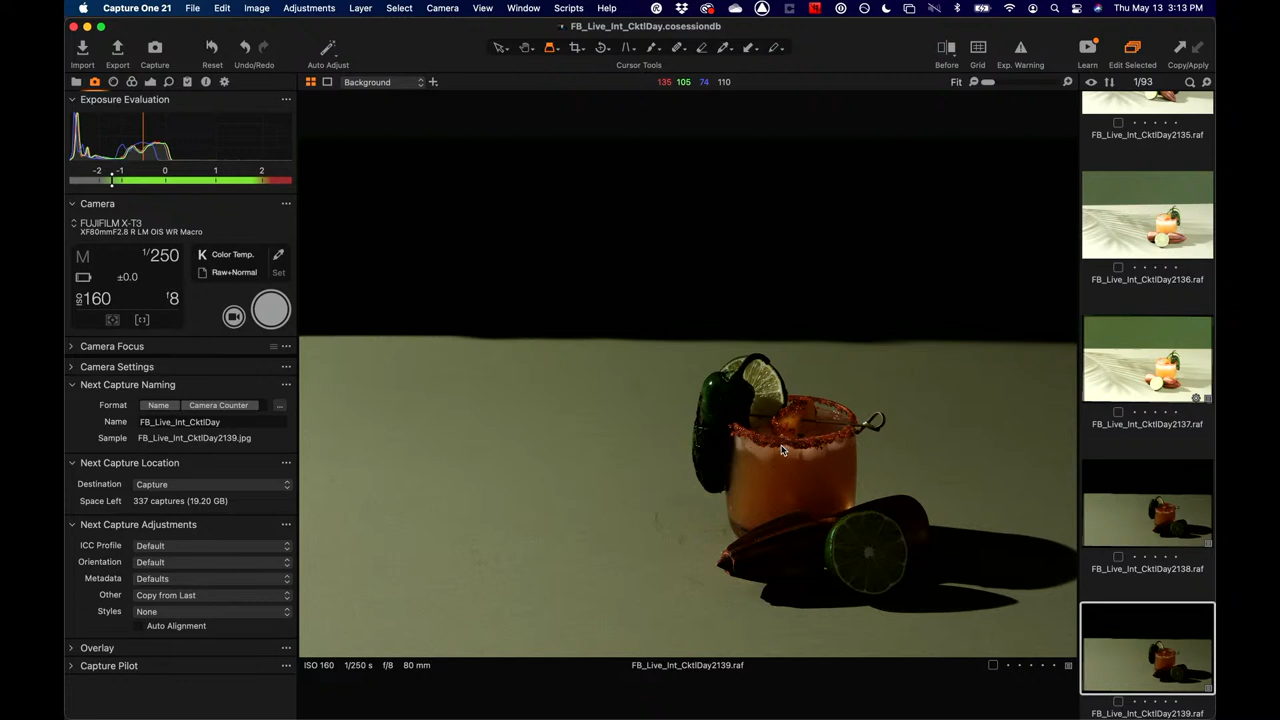 Capture One 21 File Edit Image Adjustments Layer Select Camera View Window Scripts Help Thu May 13 3:13 PM
FB_Live_Int_CktlDay.cosessiondb
Import Export Capture Reset Undo/Redo Auto Adjust Cursor Tools Before Grid Exp. Warning Learn Edit Selected Copy/Apply
Background 135 105 74 110 Fit 1/93
Exposure Evaluation
-2 -1 0 1 2
Camera
FUJIFILM X-T3
XF80mmF2.8 R LM OIS WR Macro
M 1/250 K Color Temp.
±0.0 Raw+Normal Set
ISO 160 f8
Camera Focus
Camera Settings
Next Capture Naming
Format Name Camera Counter ...
Name FB_Live_Int_CktlDay
Sample FB_Live_Int_CktlDay2139.jpg
Next Capture Location
Destination Capture
Space Left 337 captures (19.20 GB)
Next Capture Adjustments
ICC Profile Default
Orientation Default
Metadata Defaults
Other Copy from Last
Styles None
Auto Alignment
Overlay
Capture Pilot
ISO 160 1/250 s f/8 80 mm FB_Live_Int_CktlDay2139.raf
FB_Live_Int_CktlDay2135.raf
FB_Live_Int_CktlDay2136.raf
FB_Live_Int_CktlDay2137.raf
FB_Live_Int_CktlDay2138.raf
FB_Live_Int_CktlDay2139.raf